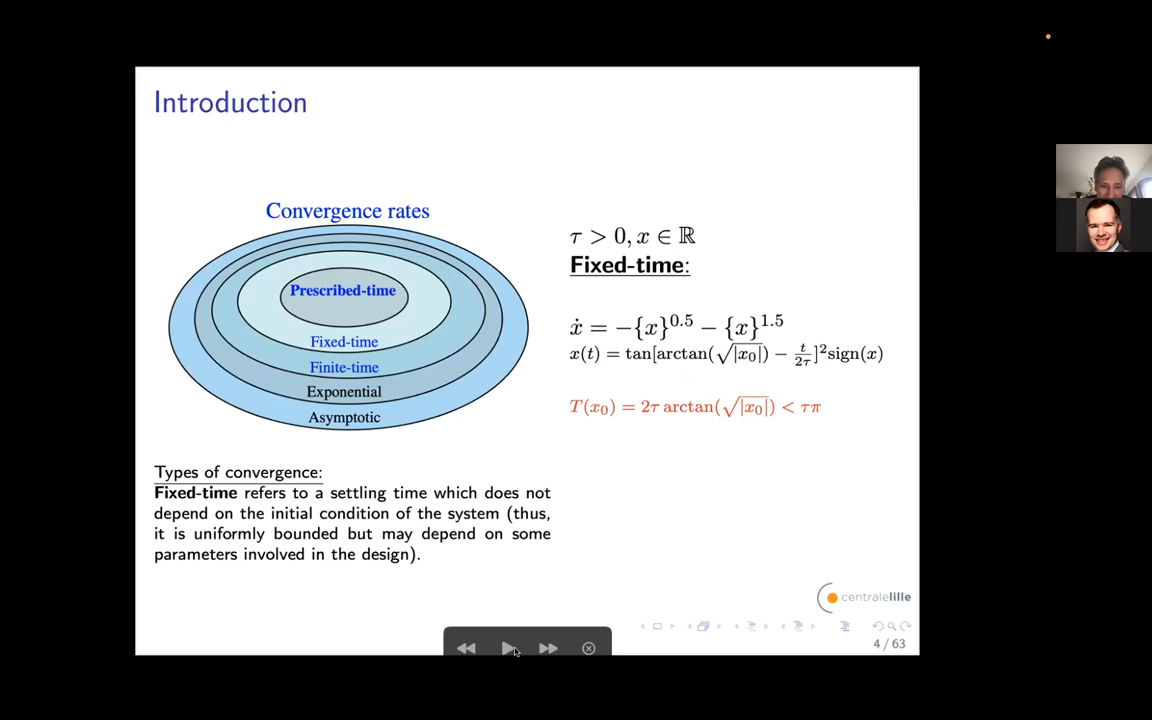 Introduction
Convergence rates
Prescribed-time
Fixed-time
Finite-time
Exponential
Asymptotic
τ > 0, x ∈ ℝ
Fixed-time:
ẋ = −{x}^0.5 − {x}^1.5
x(t) = tan[arctan(√|x₀|) − t/2τ]²sign(x)
T(x₀) = 2τ arctan(√|x₀|) < τπ
Types of convergence:
Fixed-time refers to a settling time which does not
depend on the initial condition of the system (thus,
it is uniformly bounded but may depend on some
parameters involved in the design).
centralelille
4 / 63